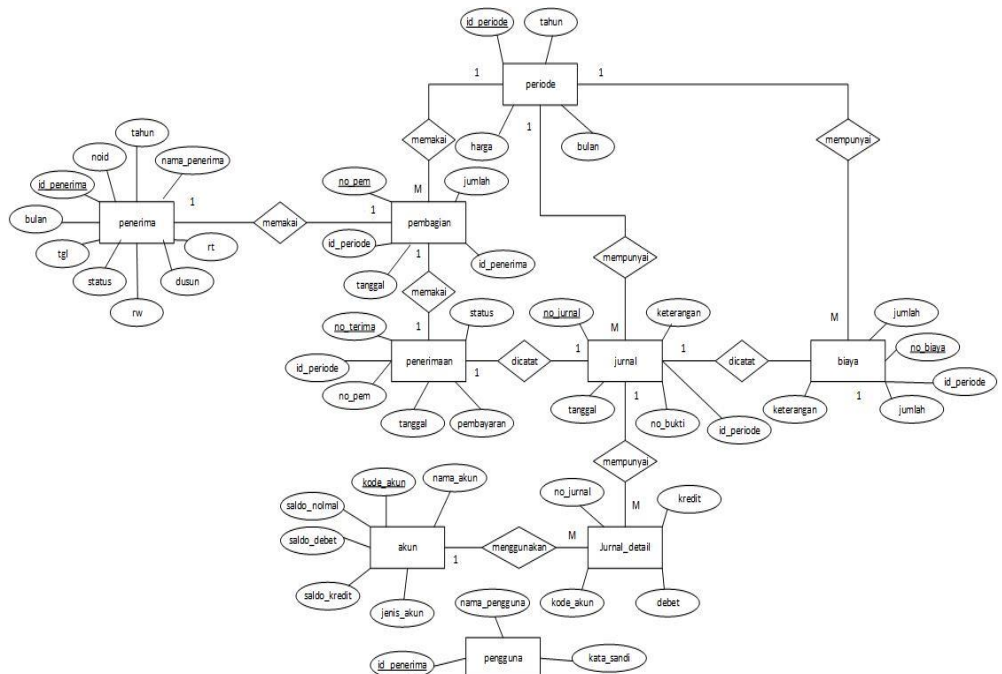 id_periode
tahun
1
periode
1
1
memakai
harga
bulan
mempunyai
tahun
noid
nama_penerima
id_penerima
bulan
penerima
1
tgl
status
rw
dusun
rt
memakai
no_pem
jumlah
M
1
pembagian
id_periode
tanggal
1
id_penerima
memakai
mempunyai
no_terima
status
1
penerimaan
id_periode
no_pem
1
tanggal
pembayaran
dicatat
no_jurnal
keterangan
M
1
jurnal
1
tanggal
1
no_bukti
id_periode
dicatat
M
jumlah
no_biaya
biaya
id_periode
keterangan
1
jumlah
mempunyai
kode_akun
nama_akun
saldo_nolmal
saldo_debet
akun
1
saldo_kredit
jenis_akun
menggunakan
no_jurnal
kredit
M
M
Jurnal_detail
kode_akun
debet
nama_pengguna
pengguna
id_penerima
kata_sandi